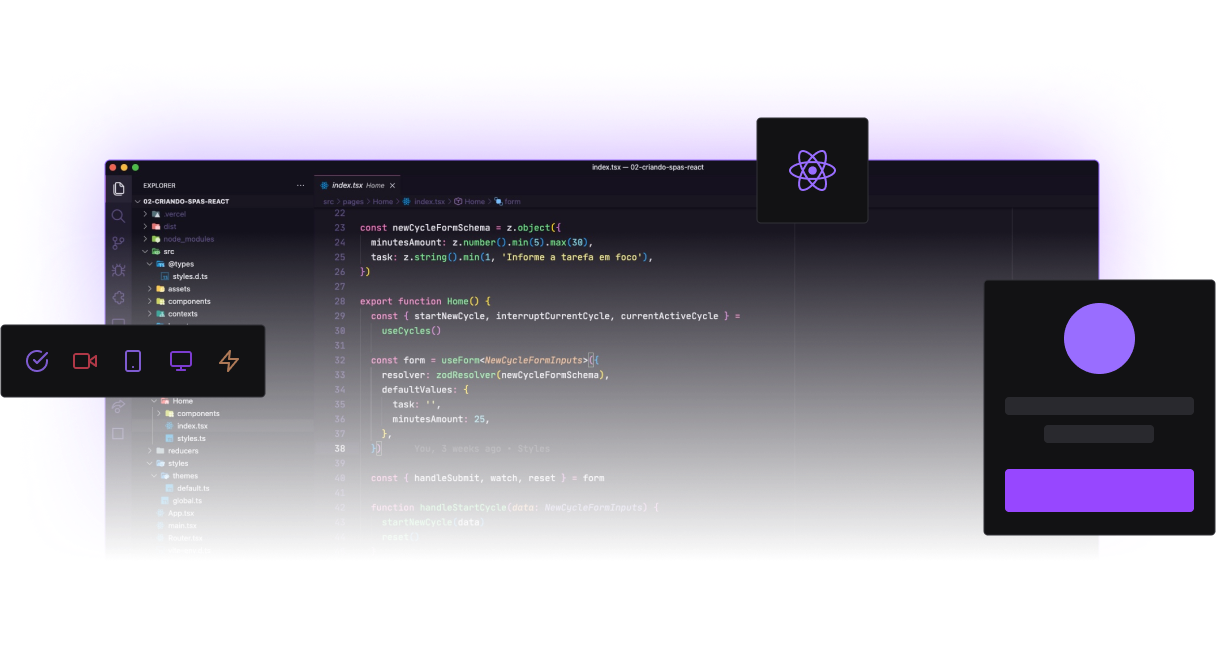 index.tsx — 02-criando-spas-react
EXPLORER
···
02-CRIANDO-SPAS-REACT
.vercel
dist
node_modules
src
@types
styles.d.ts
assets
components
contexts
Home
components
index.tsx
styles.ts
reducers
styles
themes
default.ts
global.ts
App.tsx
main.tsx
Router.tsx
index.tsx Home
src > pages > Home > index.tsx > Home > form
22
23 const newCycleFormSchema = z.object({
24 minutesAmount: z.number().min(5).max(30),
25 task: z.string().min(1, 'Informe a tarefa em foco'),
26 })
27
28 export function Home() {
29 const { startNewCycle, interruptCurrentCycle, currentActiveCycle } =
30 useCycles()
31
32 const form = useForm<NewCycleFormInputs>({
33 resolver: zodResolver(newCycleFormSchema),
34 defaultValues: {
35 task: '',
36 minutesAmount: 25,
37 },
38 }) You, 3 weeks ago • Styles
39
40 const { handleSubmit, watch, reset } = form
41
42 function handleStartCycle(data: NewCycleFormInputs) {
43 startNewCycle(data)
reset()